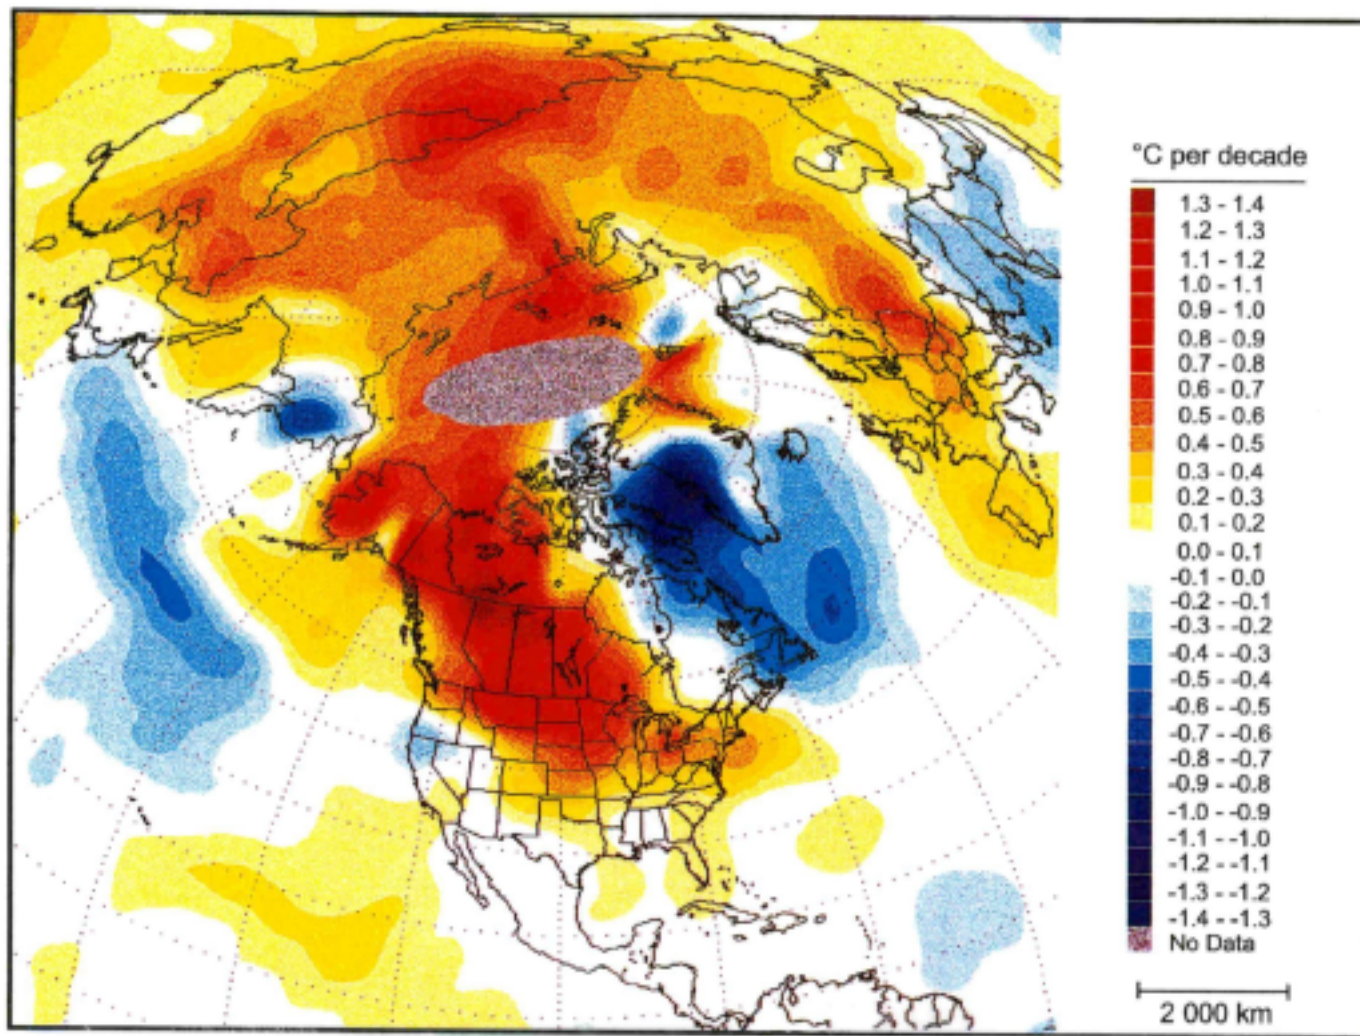 °C per decade
1.3 - 1.4
1.2 - 1.3
1.1 - 1.2
1.0 - 1.1
0.9 - 1.0
0.8 - 0.9
0.7 - 0.8
0.6 - 0.7
0.5 - 0.6
0.4 - 0.5
0.3 - 0.4
0.2 - 0.3
0.1 - 0.2
0.0 - 0.1
-0.1 - 0.0
-0.2 - -0.1
-0.3 - -0.2
-0.4 - -0.3
-0.5 - -0.4
-0.6 - -0.5
-0.7 - -0.6
-0.8 - -0.7
-0.9 - -0.8
-1.0 - -0.9
-1.1 - -1.0
-1.2 - -1.1
-1.3 - -1.2
-1.4 - -1.3
No Data
2 000 km